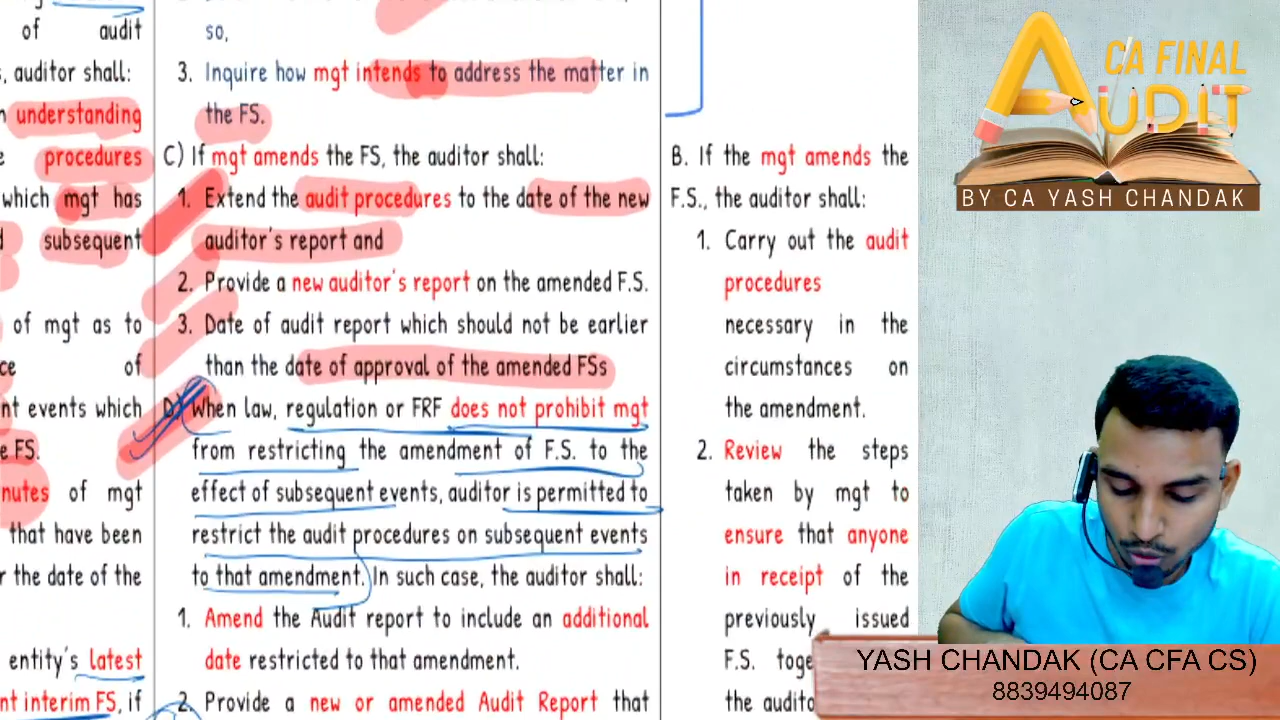 of audit
, auditor shall:
understanding
procedures
which mgt has
subsequent
of mgt as to
of
nt events which
e FS.
nutes of mgt
that have been
r the date of the
entity's latest
nt interim FS, if
so,
3. Inquire how mgt intends to address the matter in
the FS.
C) If mgt amends the FS, the auditor shall:
1. Extend the audit procedures to the date of the new
auditor's report and
2. Provide a new auditor's report on the amended F.S.
3. Date of audit report which should not be earlier
than the date of approval of the amended FSs
D) When law, regulation or FRF does not prohibit mgt
from restricting the amendment of F.S. to the
effect of subsequent events, auditor is permitted to
restrict the audit procedures on subsequent events
to that amendment. In such case, the auditor shall:
1. Amend the Audit report to include an additional
date restricted to that amendment.
2. Provide a new or amended Audit Report that
B. If the mgt amends the
F.S., the auditor shall:
1. Carry out the audit
procedures
necessary in the
circumstances on
the amendment.
2. Review the steps
taken by mgt to
ensure that anyone
in receipt of the
previously issued
F.S. toge
the audito
CA FINAL
AUDIT
BY CA YASH CHANDAK
YASH CHANDAK (CA CFA CS)
8839494087